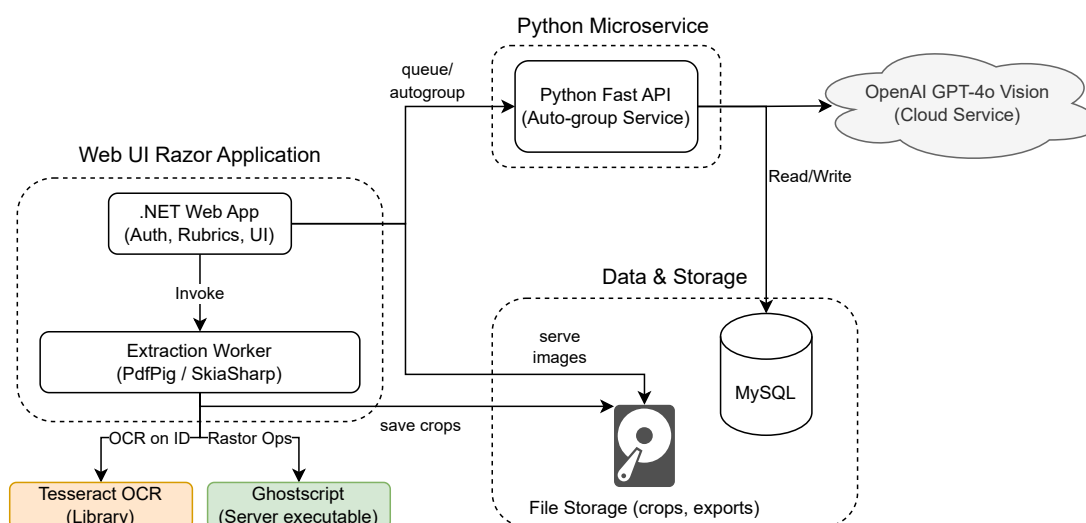 Python Microservice
queue/
autogroup
Python Fast API
(Auto-group Service)
OpenAI GPT-4o Vision
(Cloud Service)
Web UI Razor Application
.NET Web App
(Auth, Rubrics, UI)
Read/Write
Invoke
Data & Storage
Extraction Worker
(PdfPig / SkiaSharp)
serve
images
MySQL
save crops
OCR on ID
Rastor Ops
Tesseract OCR
(Library)
Ghostscript
(Server executable)
File Storage (crops, exports)